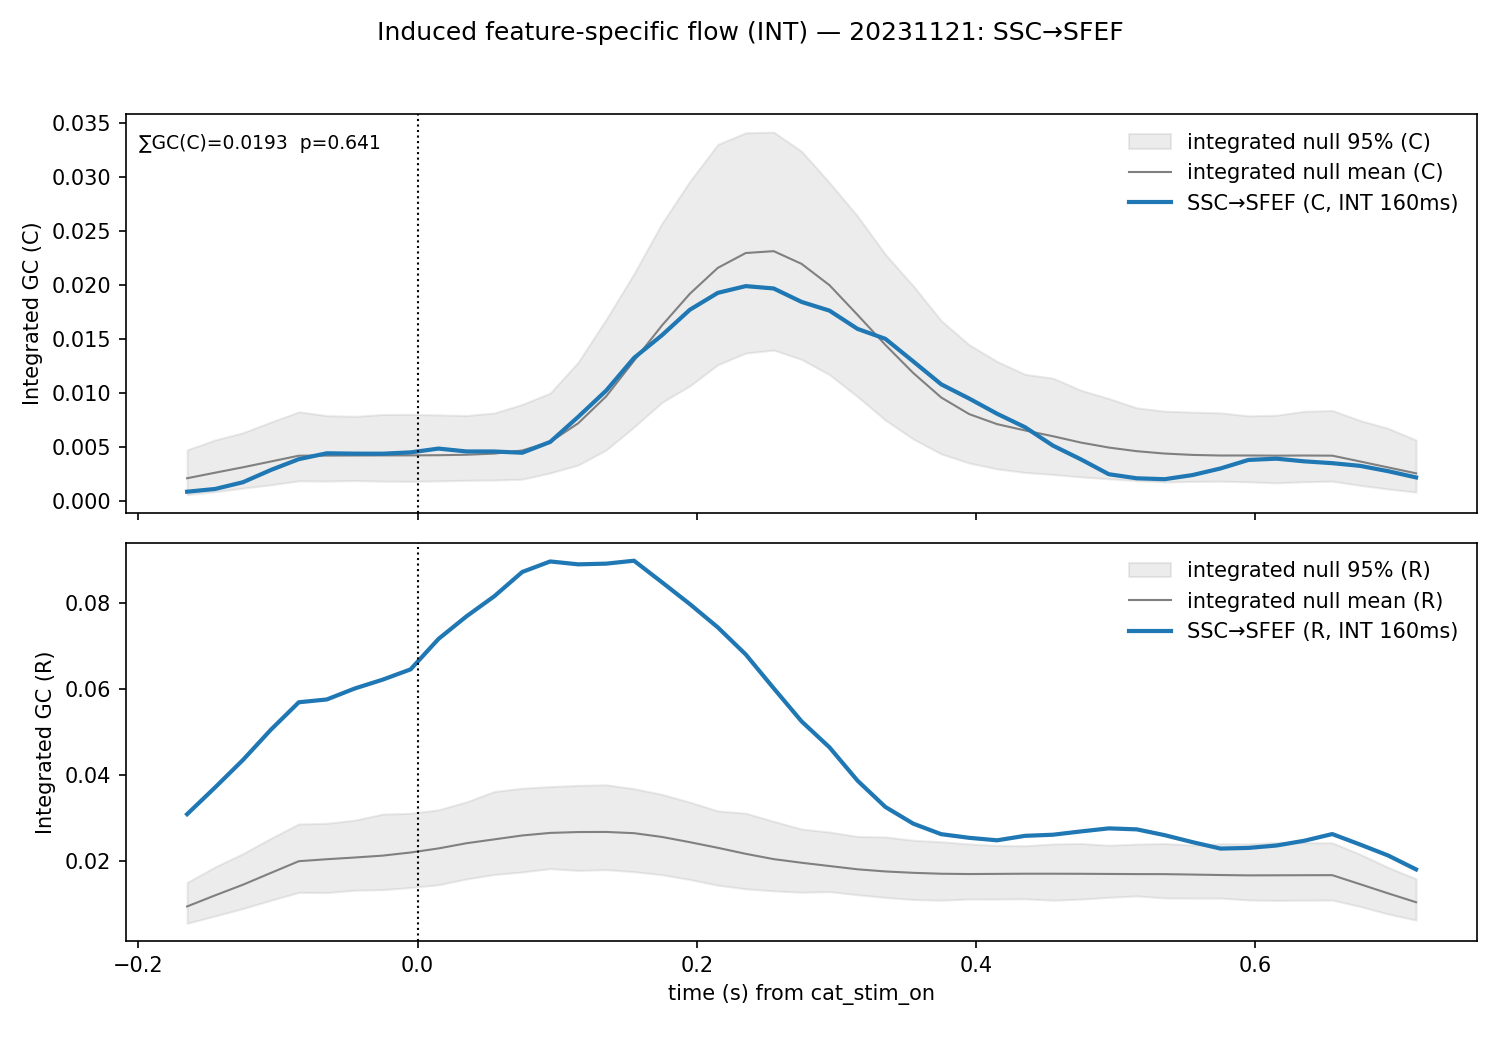 Induced feature-specific flow (INT) — 20231121: SSC→SFEF
∑GC(C)=0.0193  p=0.641
integrated null 95% (C)
integrated null mean (C)
SSC→SFEF (C, INT 160ms)
Integrated GC (C)
0.035
0.030
0.025
0.020
0.015
0.010
0.005
0.000
integrated null 95% (R)
integrated null mean (R)
SSC→SFEF (R, INT 160ms)
Integrated GC (R)
0.08
0.06
0.04
0.02
−0.2
0.0
0.2
0.4
0.6
time (s) from cat_stim_on